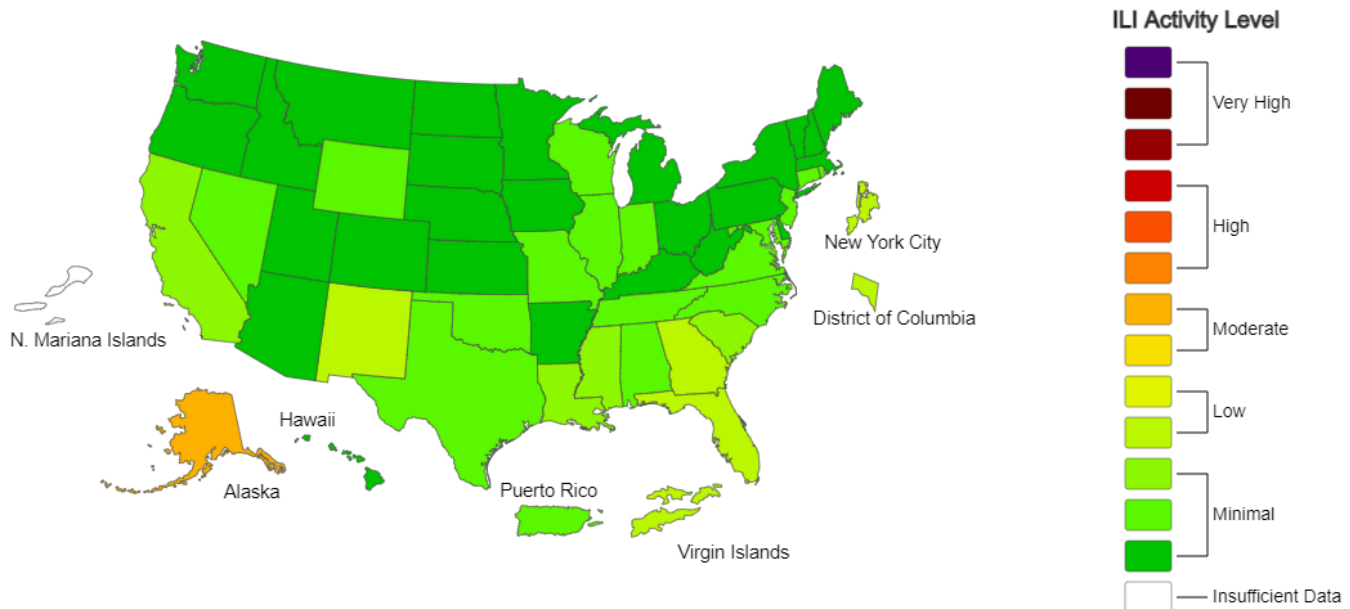 ILI Activity Level
Very High
High
Moderate
Low
Minimal
Insufficient Data
New York City
District of Columbia
N. Mariana Islands
Hawaii
Alaska
Puerto Rico
Virgin Islands